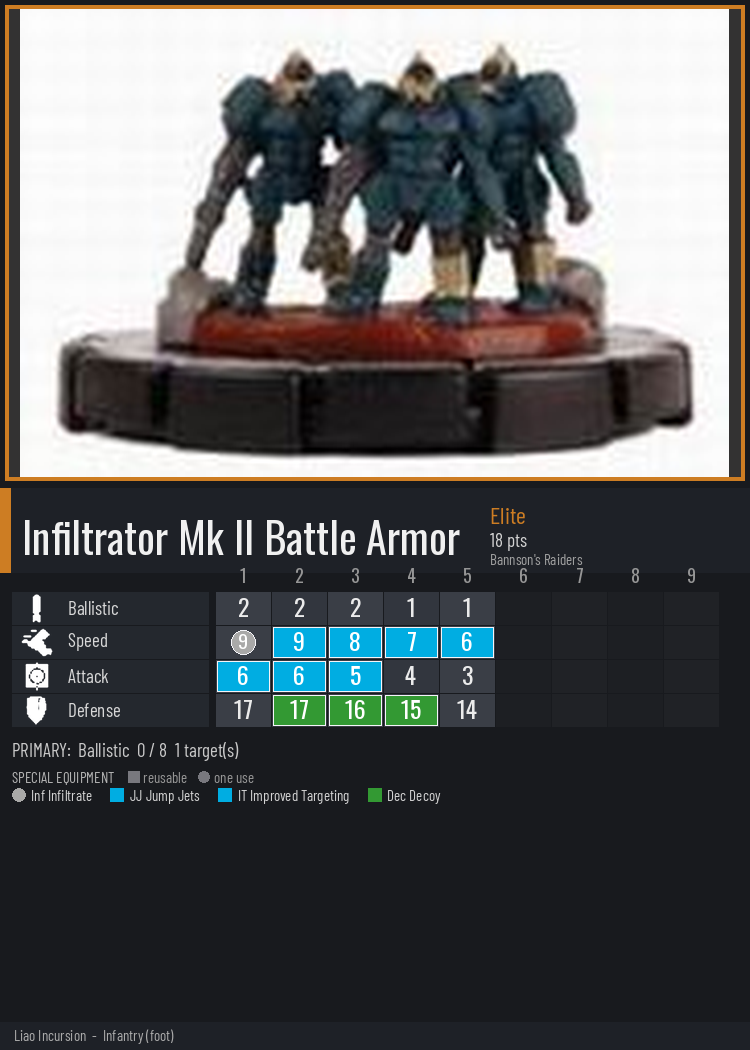 Infiltrator Mk II Battle Armor
Elite
18 pts
Bannson's Raiders
1 2 3 4 5 6 7 8 9
Ballistic 2 2 2 1 1
Speed 9 9 8 7 6
Attack 6 6 5 4 3
Defense 17 17 16 15 14
PRIMARY: Ballistic 0 / 8 1 target(s)
SPECIAL EQUIPMENT reusable one use
Inf Infiltrate JJ Jump Jets IT Improved Targeting Dec Decoy
Liao Incursion - Infantry (foot)